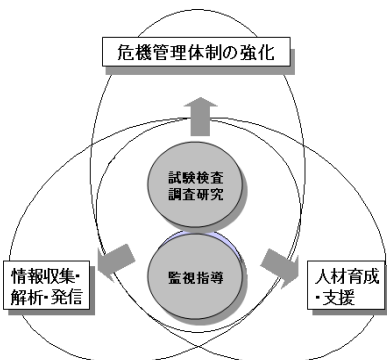 危機管理体制の強化
試験検査
調査研究
監視指導
情報収集・
解析・発信
人材育成
・支援